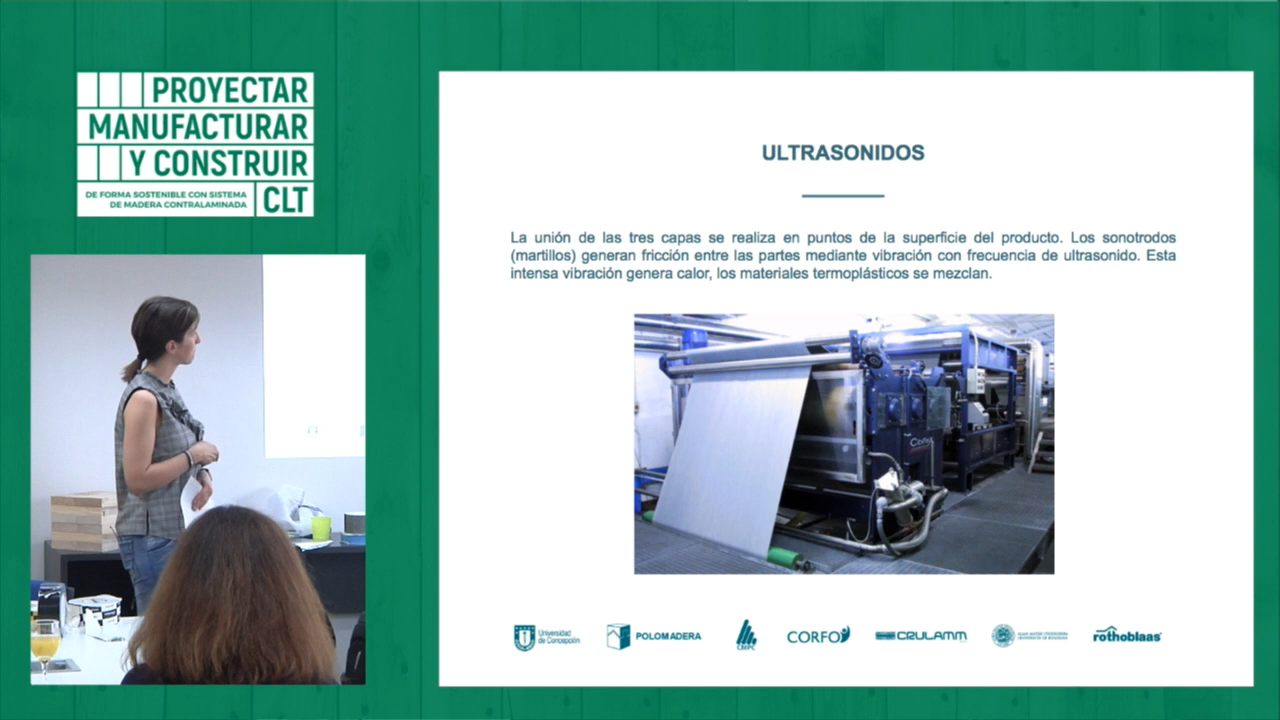 PROYECTAR
MANUFACTURAR
Y CONSTRUIR
DE FORMA SOSTENIBLE CON SISTEMA
DE MADERA CONTRALAMINADA
CLT
ULTRASONIDOS
La unión de las tres capas se realiza en puntos de la superficie del producto. Los sonotrodos
(martillos) generan fricción entre las partes mediante vibración con frecuencia de ultrasonido. Esta
intensa vibración genera calor, los materiales termoplásticos se mezclan.
Universidad
de Concepción
POLOMADERA
CMPC
CORFO
CRULAMM
rothoblaas